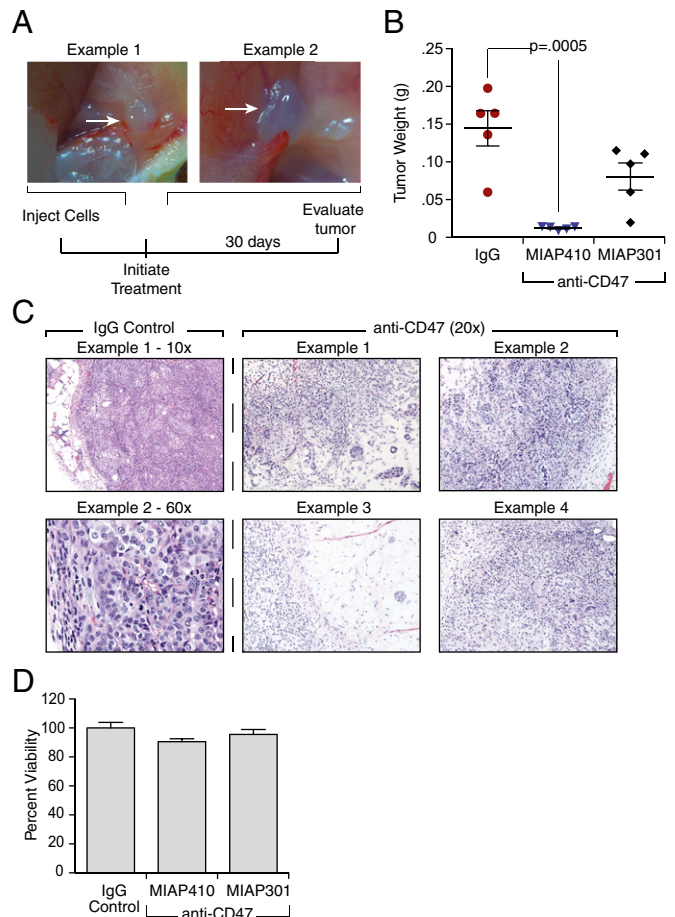 A
Example 1
Example 2
Inject Cells
Evaluate
tumor
30 days
Initiate
Treatment
B
p=.0005
Tumor Weight (g)
.25
.20
.15
.10
.05
0
IgG
MIAP410
MIAP301
anti-CD47
C
IgG Control
anti-CD47 (20x)
Example 1 - 10x
Example 1
Example 2
Example 2 - 60x
Example 3
Example 4
D
Percent Viability
120
100
80
60
40
20
0
IgG
Control
MIAP410
MIAP301
anti-CD47